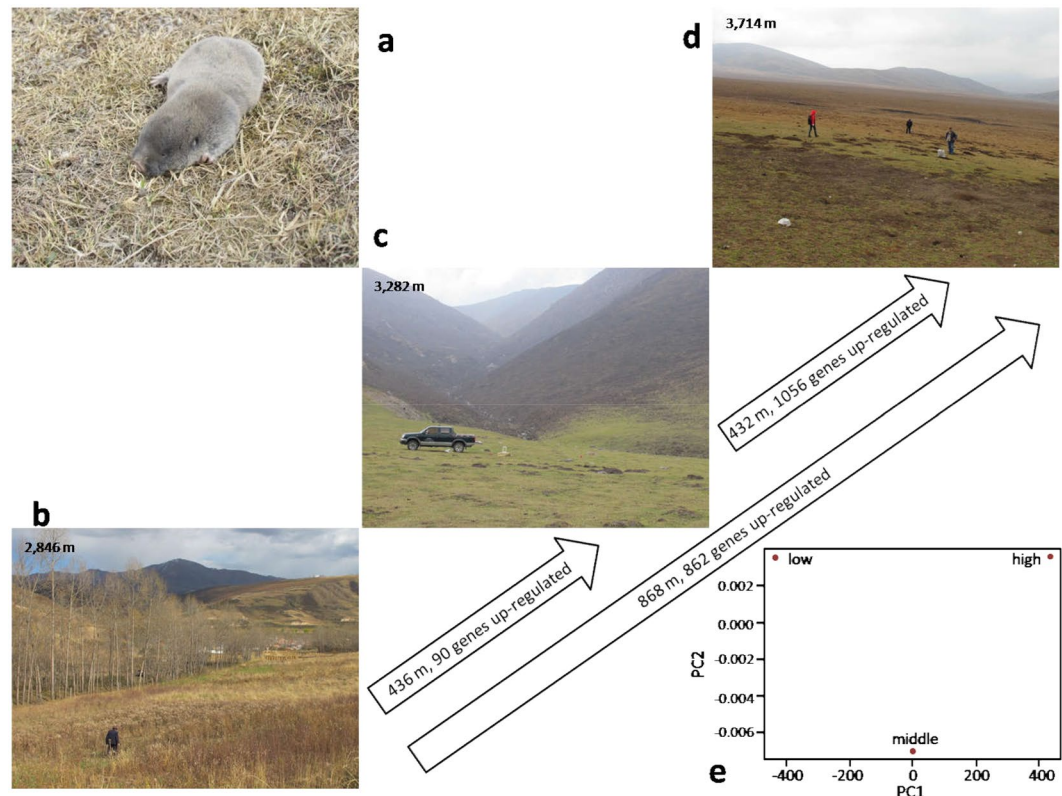 a
d
3,714 m
c
3,282 m
432 m, 1056 genes up-regulated
868 m, 862 genes up-regulated
b
2,846 m
436 m, 90 genes up-regulated
low
high
middle
0.002
0.000
-0.002
-0.004
-0.006
PC2
-400
-200
0
200
400
PC1
e